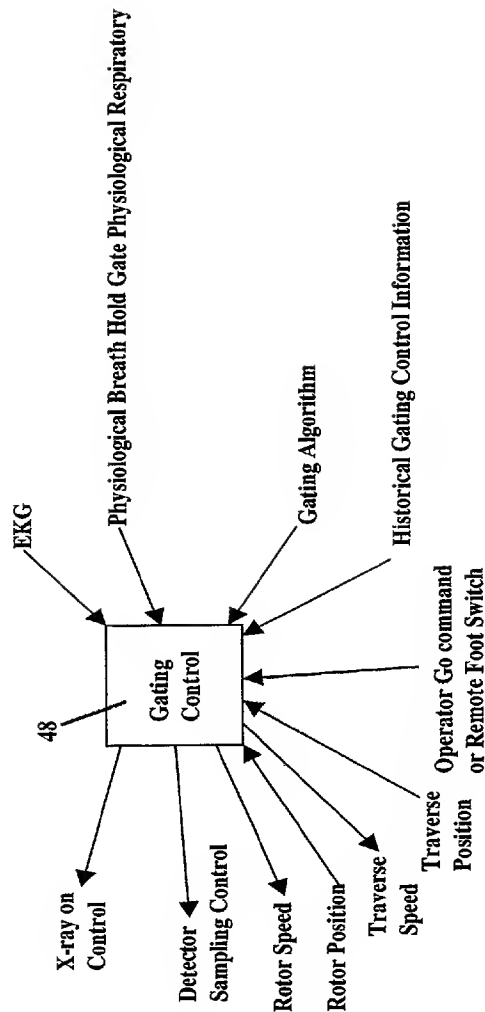 EKG
Physiological Breath Hold Gate Physiological Respiratory
Gating Algorithm
Historical Gating Control Information
48
Gating
Control
Operator Go command
or Remote Foot Switch
Traverse
Position
Traverse
Speed
Rotor Position
Rotor Speed
Detector
Sampling Control
X-ray on
Control